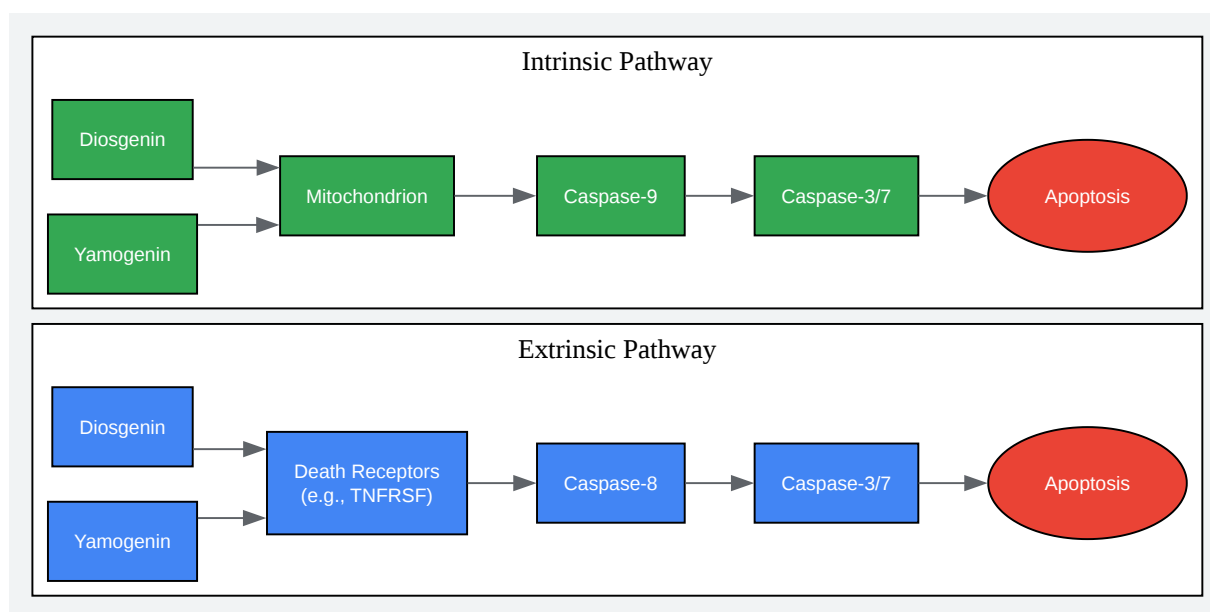 Intrinsic Pathway
Diosgenin
Yamogenin
Mitochondrion
Caspase-9
Caspase-3/7
Apoptosis
Extrinsic Pathway
Diosgenin
Yamogenin
Death Receptors
(e.g., TNFRSF)
Caspase-8
Caspase-3/7
Apoptosis